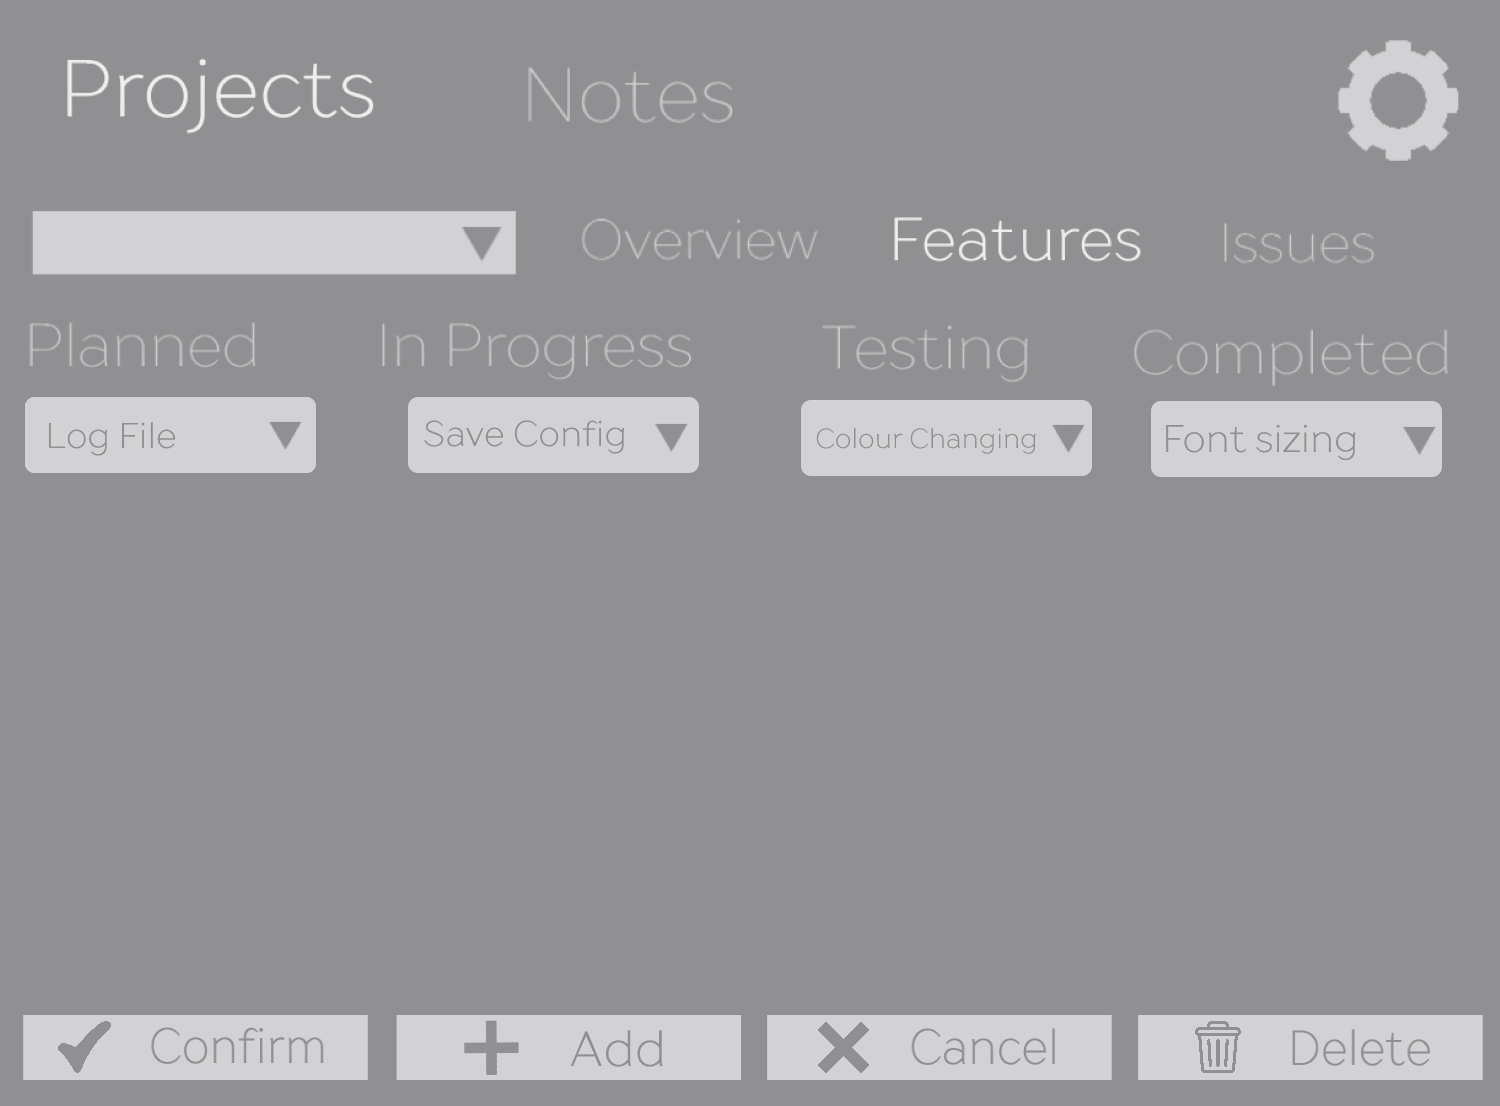 Projects Notes
Overview Features Issues
Planned In Progress Testing Completed
Log File Save Config Colour Changing Font sizing
Confirm Add Cancel Delete